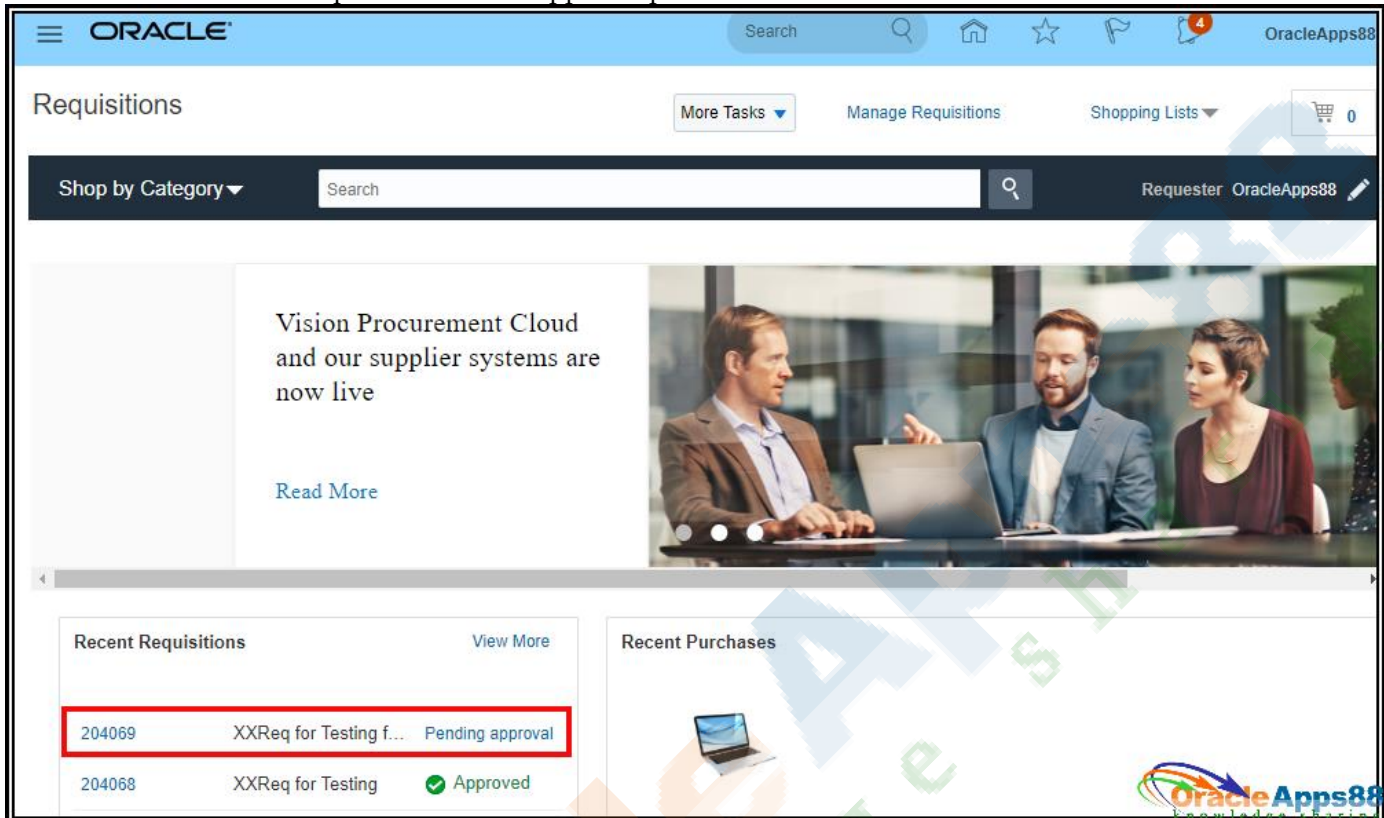 ORACLE
Search
4
OracleApps88
Requisitions
More Tasks
Manage Requisitions
Shopping Lists
0
Shop by Category
Search
Requester OracleApps88
Vision Procurement Cloud
and our supplier systems are
now live
Read More
Recent Requisitions
View More
Recent Purchases
204069 XXReq for Testing f... Pending approval
204068 XXReq for Testing Approved
OracleApps88
knowledge sharing